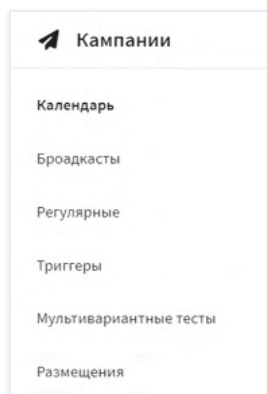 Кампании
Календарь
Броадкасты
Регулярные
Триггеры
Мультивариантные тесты
Размещения